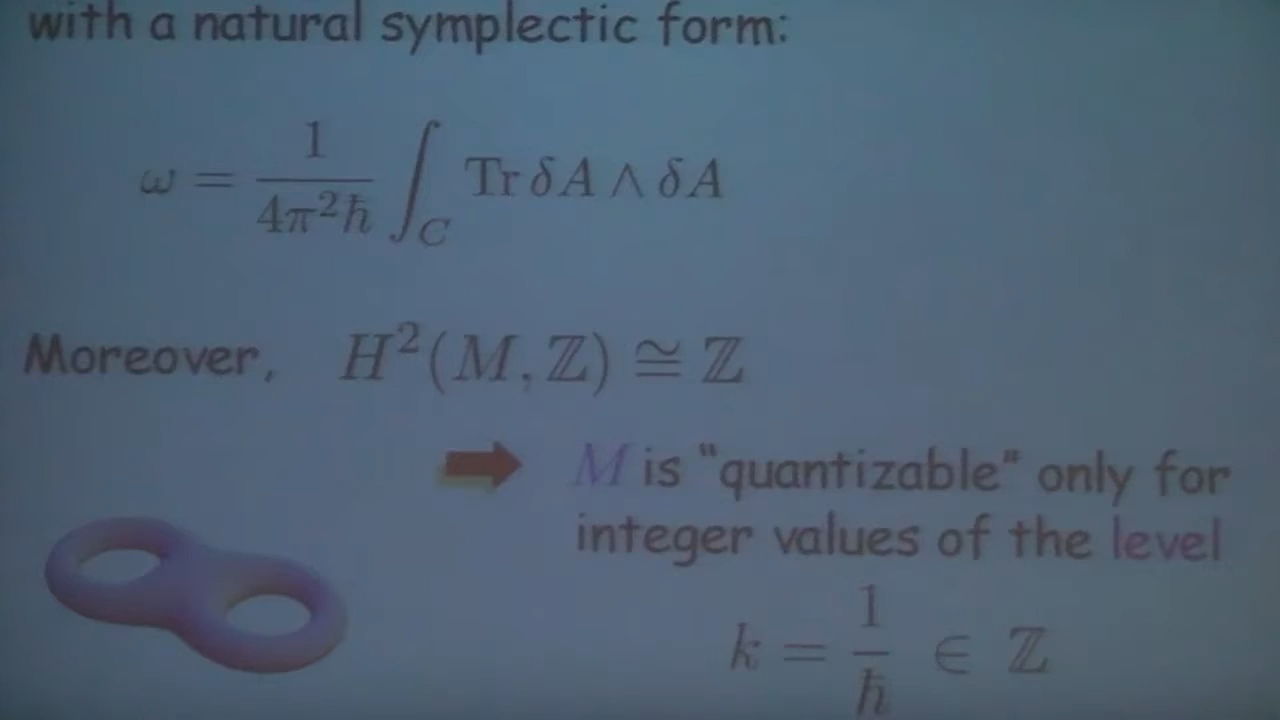 with a natural symplectic form:
ω = 1/4π²ħ ∫_C Tr δA ∧ δA
Moreover, H²(M, ℤ) ≅ ℤ
M is "quantizable" only for
integer values of the level
k = 1/ħ ∈ ℤ